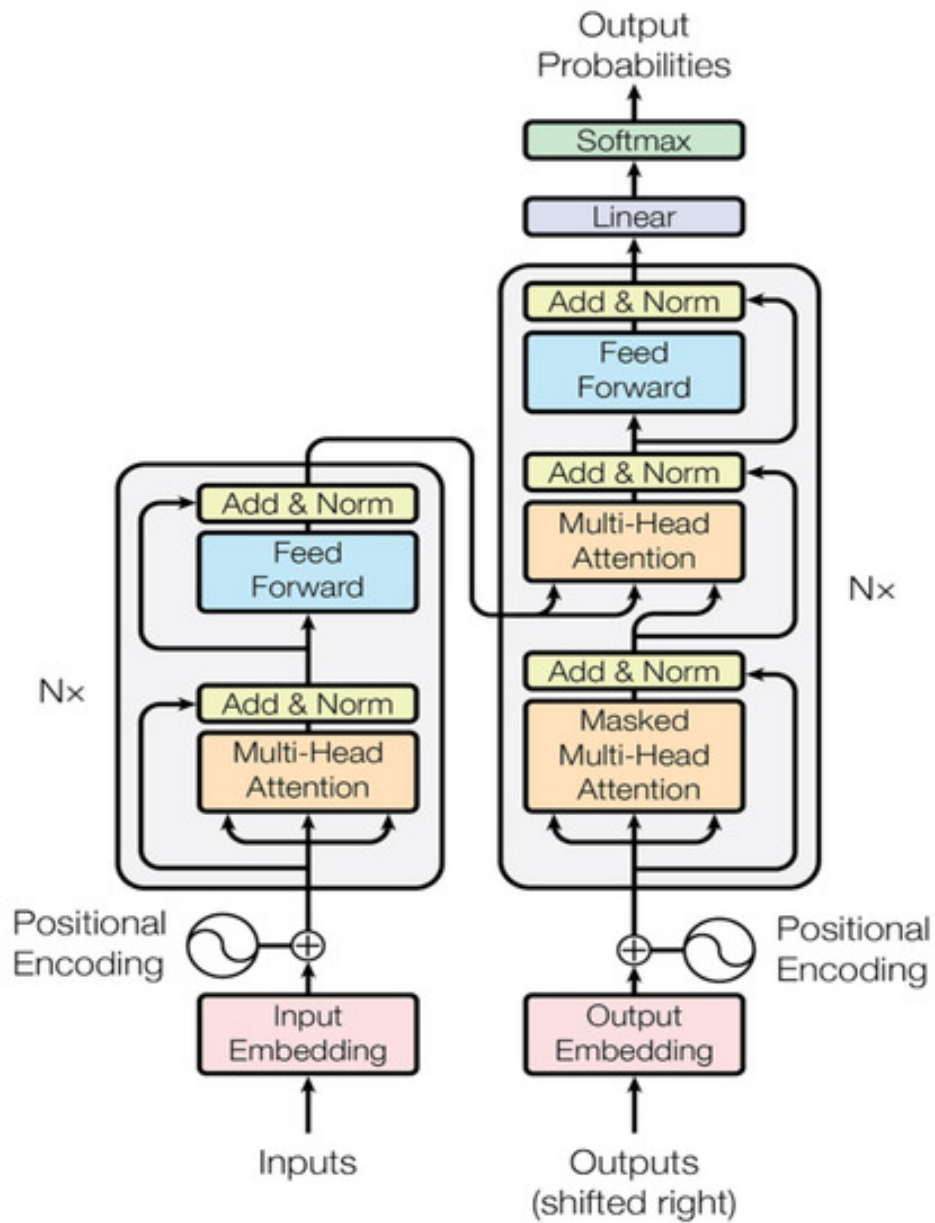 Output
Probabilities
Softmax
Linear
Add & Norm
Feed
Forward
Add & Norm
Multi-Head
Attention
Nx
Add & Norm
Masked
Multi-Head
Attention
Add & Norm
Feed
Forward
Nx
Add & Norm
Multi-Head
Attention
Positional
Encoding
Positional
Encoding
Input
Embedding
Output
Embedding
Inputs
Outputs
(shifted right)